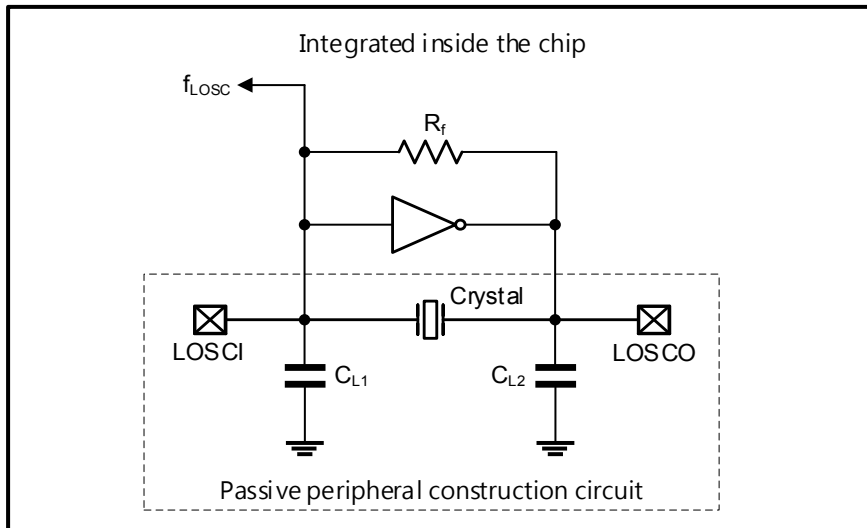 Integrated inside the chip
fLOSC
Rf
Crystal
LOSCI
LOSCO
CL1
CL2
Passive peripheral construction circuit